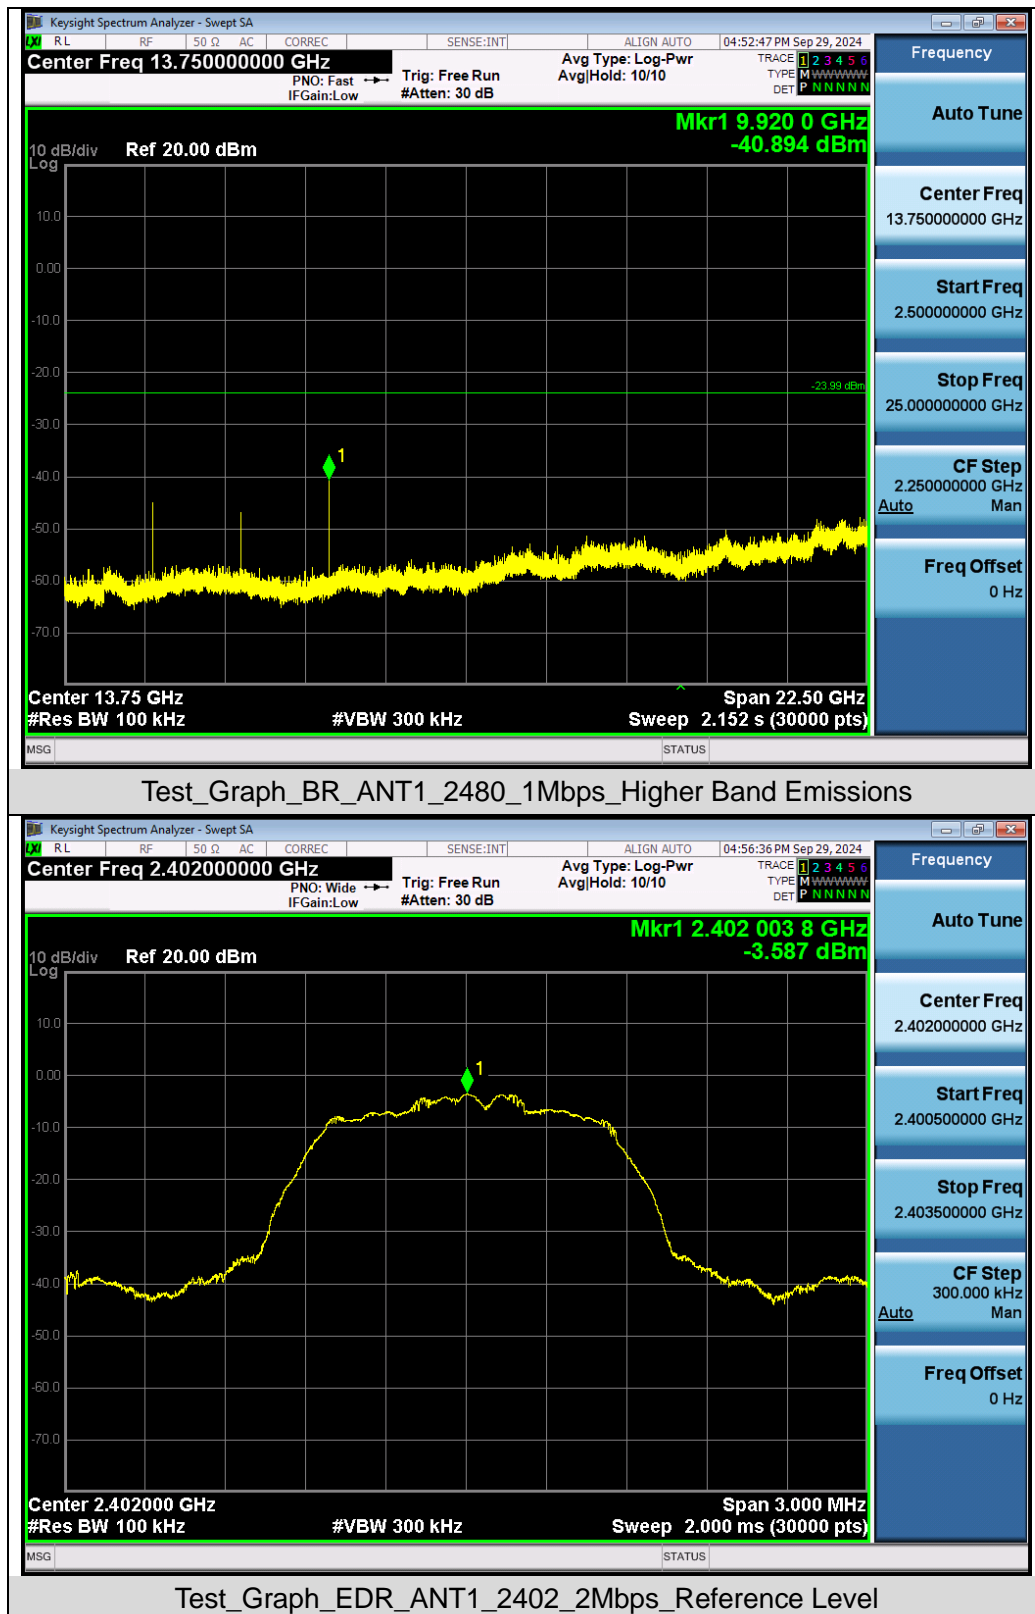 Keysight Spectrum Analyzer - Swept SA
LXI RL RF 50 Ω AC CORREC SENSE:INT ALIGN AUTO 04:52:47 PM Sep 29, 2024
Center Freq 13.750000000 GHz
PNO: Fast
IFGain:Low
Trig: Free Run
#Atten: 30 dB
Avg Type: Log-Pwr
Avg|Hold: 10/10
TRACE 1 2 3 4 5 6
TYPE M W W W W W
DET P N N N N N
Mkr1 9.920 0 GHz
-40.894 dBm
10 dB/div
Log
Ref 20.00 dBm
10.0
0.00
-10.0
-20.0
-23.99 dBm
-30.0
1
-40.0
-50.0
-60.0
-70.0
Center 13.75 GHz
Span 22.50 GHz
#Res BW 100 kHz
#VBW 300 kHz
Sweep 2.152 s (30000 pts)
MSG
STATUS
Frequency
Auto Tune
Center Freq
13.750000000 GHz
Start Freq
2.500000000 GHz
Stop Freq
25.000000000 GHz
CF Step
2.250000000 GHz
Auto Man
Freq Offset
0 Hz
Test_Graph_BR_ANT1_2480_1Mbps_Higher Band Emissions
Keysight Spectrum Analyzer - Swept SA
LXI RL RF 50 Ω AC CORREC SENSE:INT ALIGN AUTO 04:56:36 PM Sep 29, 2024
Center Freq 2.402000000 GHz
PNO: Wide
IFGain:Low
Trig: Free Run
#Atten: 30 dB
Avg Type: Log-Pwr
Avg|Hold: 10/10
TRACE 1 2 3 4 5 6
TYPE M W W W W W
DET P N N N N N
Mkr1 2.402 003 8 GHz
-3.587 dBm
10 dB/div
Log
Ref 20.00 dBm
10.0
0.00
1
-10.0
-20.0
-30.0
-40.0
-50.0
-60.0
-70.0
Center 2.402000 GHz
Span 3.000 MHz
#Res BW 100 kHz
#VBW 300 kHz
Sweep 2.000 ms (30000 pts)
MSG
STATUS
Frequency
Auto Tune
Center Freq
2.402000000 GHz
Start Freq
2.400500000 GHz
Stop Freq
2.403500000 GHz
CF Step
300.000 kHz
Auto Man
Freq Offset
0 Hz
Test_Graph_EDR_ANT1_2402_2Mbps_Reference Level